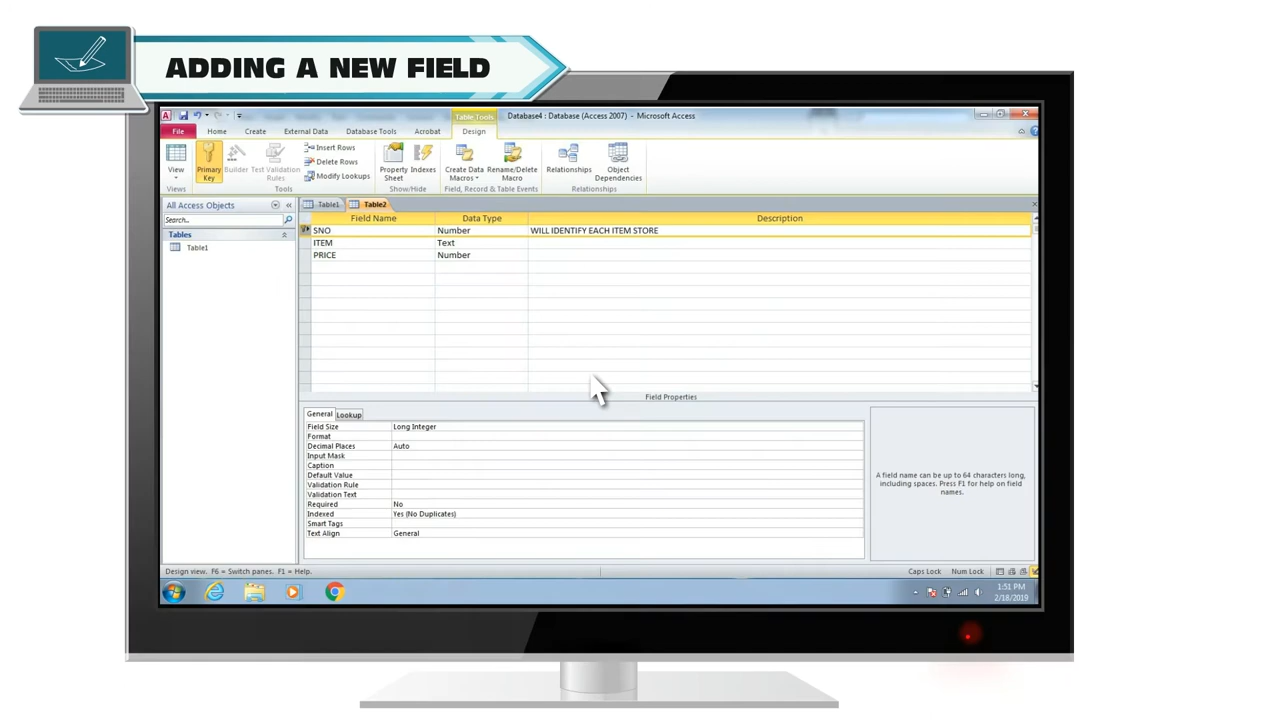 ADDING A NEW FIELD
Database4 : Database (Access 2007) - Microsoft Access
Table Tools
File Home Create External Data Database Tools Acrobat Design
View
Primary Key
Builder
Test Validation Rules
Insert Rows
Delete Rows
Modify Lookups
Property Sheet
Indexes
Create Data Macros
Rename/Delete Macro
Relationships
Object Dependencies
Views Tools Show/Hide Field, Record & Table Events Relationships
All Access Objects
Search...
Tables
Table1
Table1 Table2
Field Name Data Type Description
SNO Number WILL IDENTIFY EACH ITEM STORE
ITEM Text
PRICE Number
Field Properties
General Lookup
Field Size Long Integer
Format
Decimal Places Auto
Input Mask
Caption
Default Value
Validation Rule
Validation Text
Required No
Indexed Yes (No Duplicates)
Smart Tags
Text Align General
A field name can be up to 64 characters long,
including spaces. Press F1 for help on field
names.
Design view. F6 = Switch panes. F1 = Help.
Caps Lock Num Lock
1:51 PM
2/18/2019